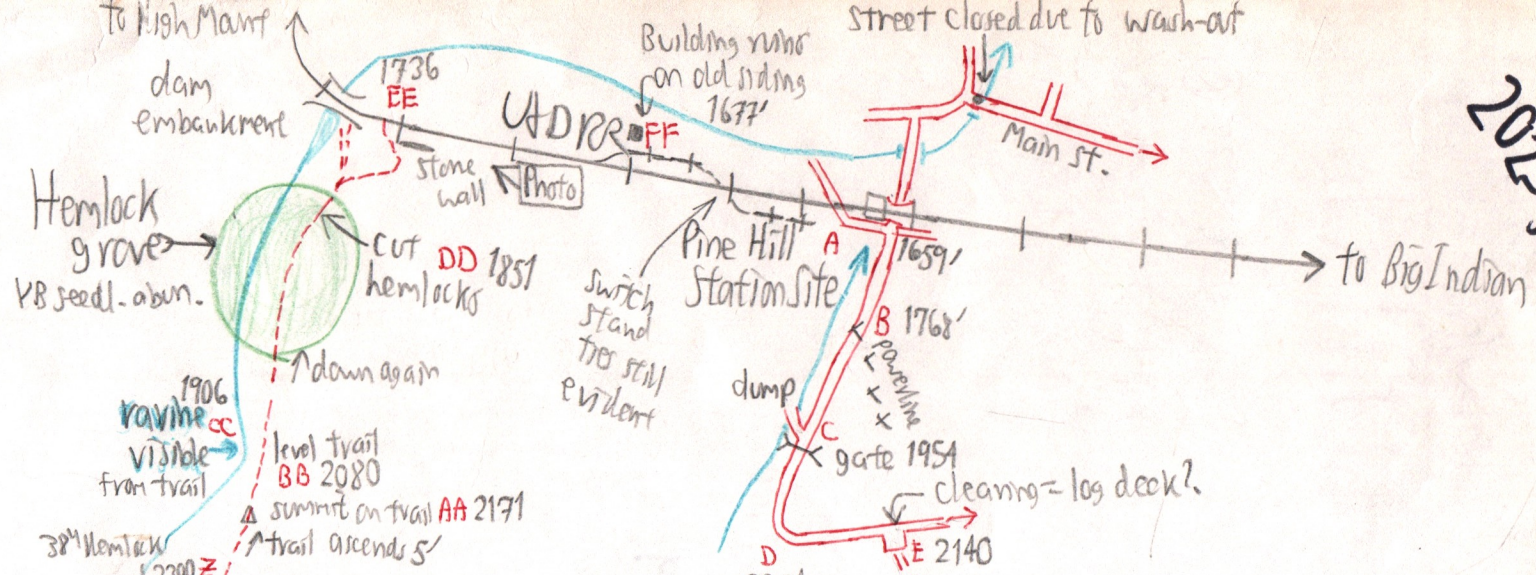 to High Mount
street closed due to wash-out
Building ruins
on old siding
1677'
dam
embankment
1736
EE
U+DRR
FF
Main st.
202
stone
wall
Photo
Hemlock
grove
YB seedl. abun.
cut
hemlocks
DD 1851
Pine Hill
Station Site
A
1659'
to Big Indian
switch
stand
ties still
evident
B 1768'
powerline
down again
dump
1906
ravine CC
visible
from trail
C
gate 1954
level trail
BB 2080
clearing = log deck?
summit on trail AA 2171
trail ascends 5'
38" Hemlock
D
E 2140
Z